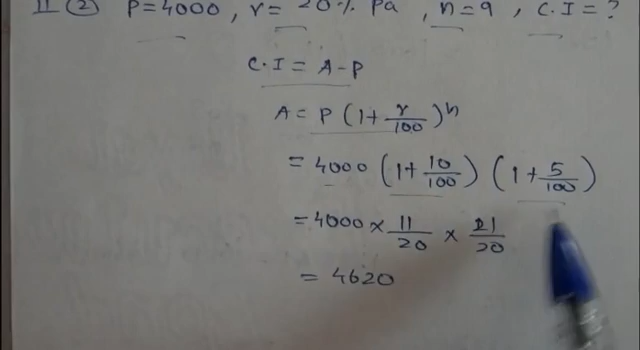 II (2) P=4000, r= 20% Pa, n=9, C.I=?
C.I = A-P
A = P (1+r/100)^n
= 4000 (1+10/100) (1+5/100)
= 4000 × 11/20 × 21/20
= 4620